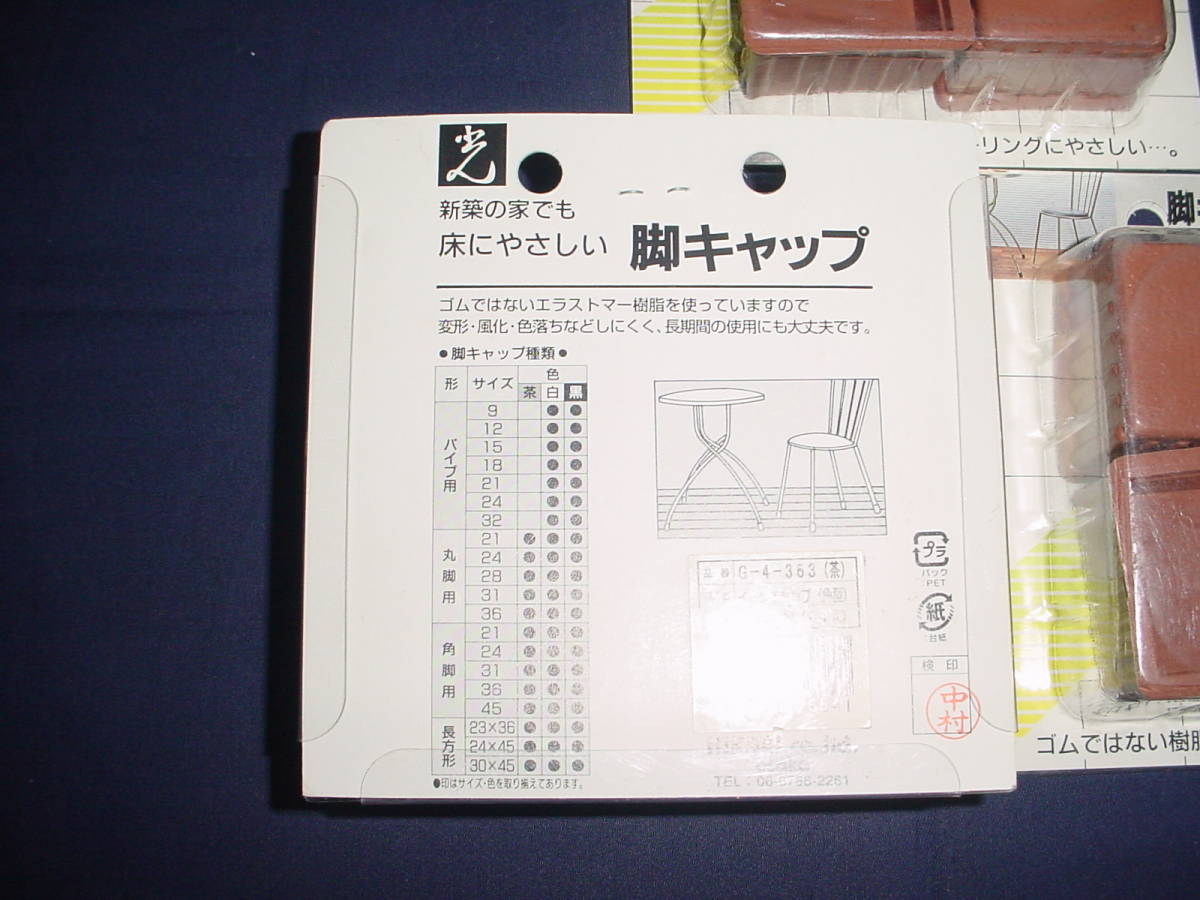 光
新築の家でも
床にやさしい 脚キャップ
ゴムではないエラストマー樹脂を使っていますので
変形・風化・色落ちなどしにくく、長期間の使用にも大丈夫です。
●脚キャップ種類●
形 サイズ 色
茶 白 黒
パイプ用
9 ● ●
12 ● ●
15 ● ●
18 ● ●
21 ● ●
24 ● ●
32 ● ●
丸脚用
21 ● ● ●
24 ● ● ●
28 ● ● ●
31 ● ● ●
36 ● ● ●
角脚用
21 ● ● ●
24 ● ● ●
31 ● ● ●
36 ● ● ●
45 ● ● ●
長方形
23×36 ● ● ●
24×45 ● ● ●
30×45 ● ● ●
●印はサイズ・色を取り揃えてあります。
品番 G-4-363(茶)
プラ
パック
PET
紙
台紙
検印
中村
TEL:06-6768-2261
リングにやさしい…。
脚
ゴムではない樹脂